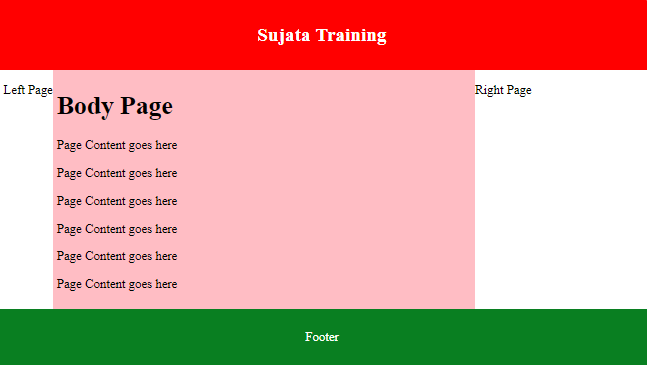 Sujata Training
Left Page
Body Page
Page Content goes here
Page Content goes here
Page Content goes here
Page Content goes here
Page Content goes here
Page Content goes here
Right Page
Footer